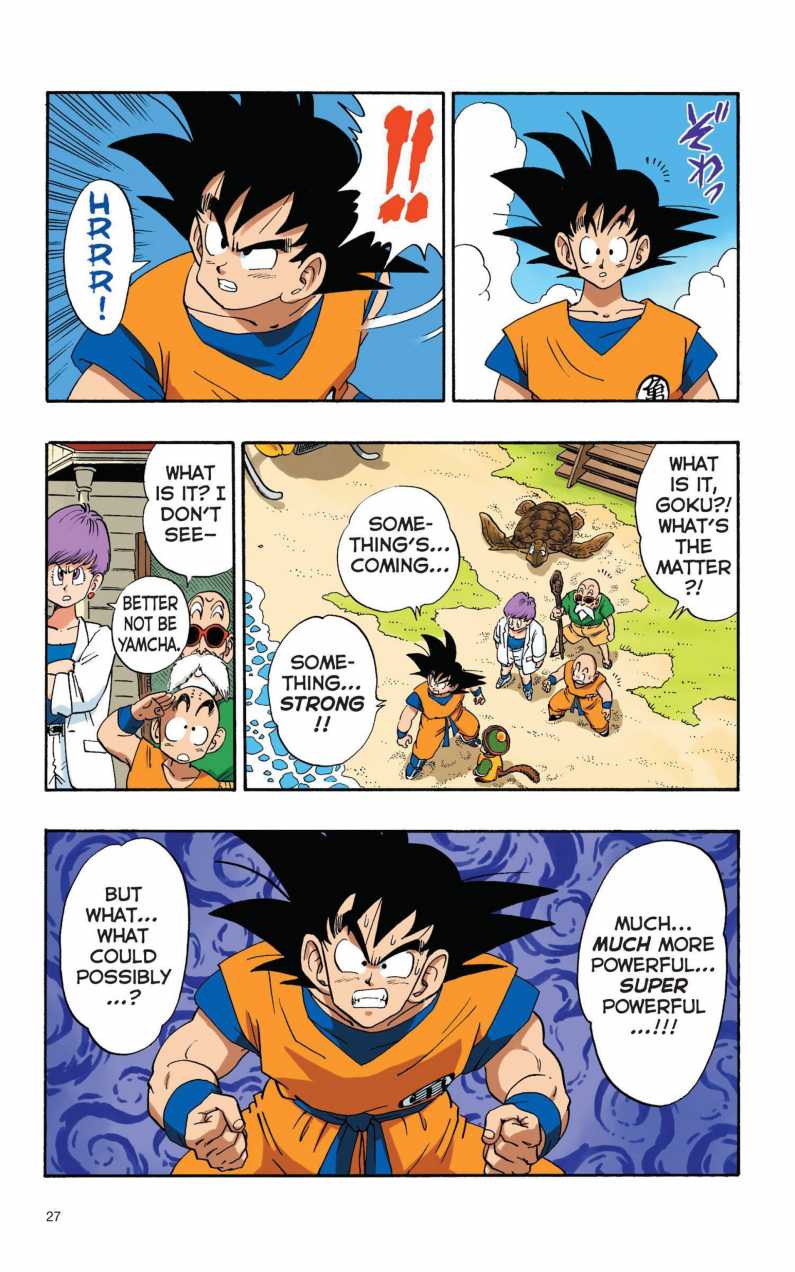 ぞわっ
亀
!!
HRRR!
WHAT
IS IT,
GOKU?!
WHAT'S
THE
MATTER
?!
SOME-
THING'S...
COMING...
SOME-
THING...
STRONG
!!
WHAT
IS IT? I
DON'T
SEE–
BETTER
NOT BE
YAMCHA.
MUCH...
MUCH MORE
POWERFUL...
SUPER
POWERFUL
...!!!
BUT
WHAT...
WHAT
COULD
POSSIBLY
...?
27